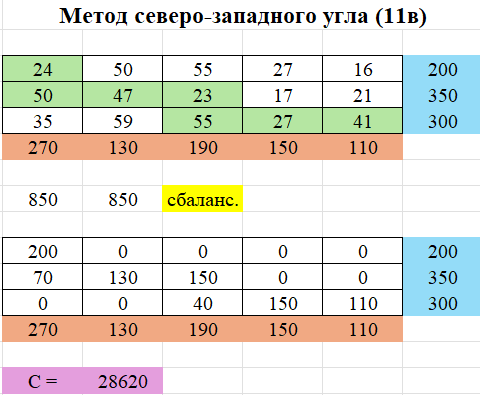 Метод северо-западного угла (11в)
24 50 55 27 16 200
50 47 23 17 21 350
35 59 55 27 41 300
270 130 190 150 110
850 850 сбаланс.
200 0 0 0 0 200
70 130 150 0 0 350
0 0 40 150 110 300
270 130 190 150 110
C = 28620